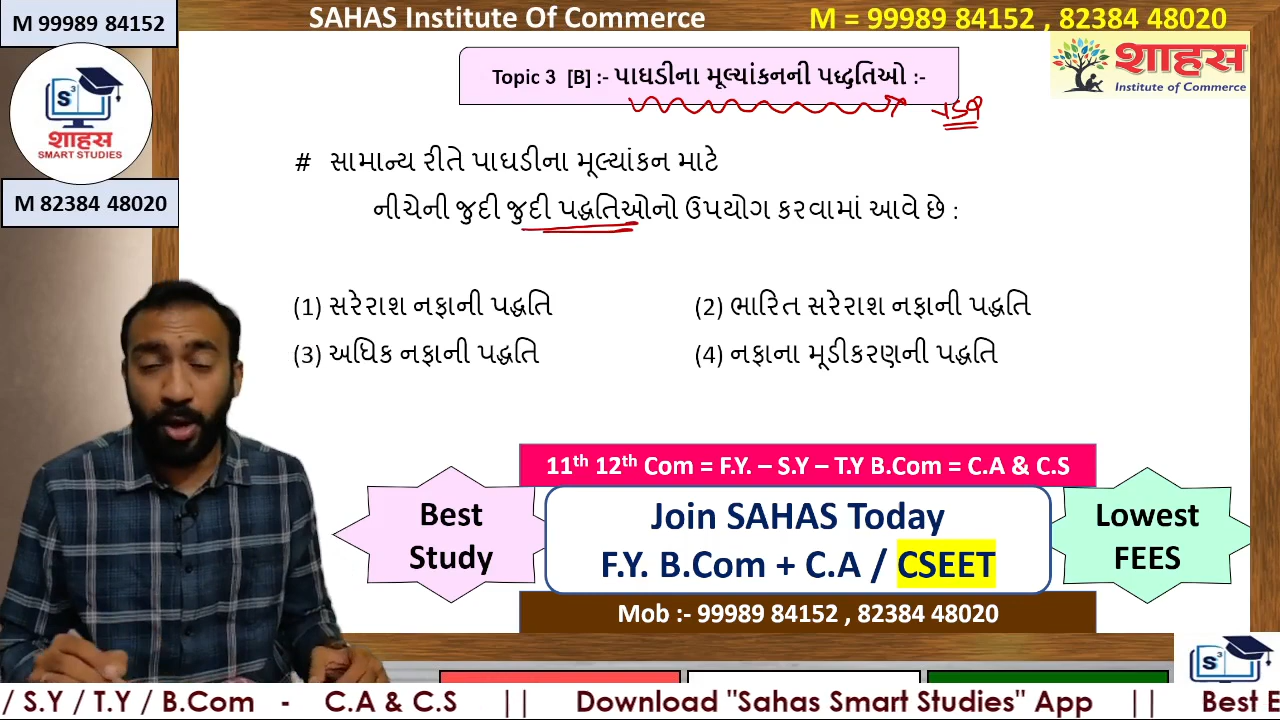 M 99989 84152
SAHAS Institute Of Commerce
M = 99989 84152 , 82384 48020
S³
शाहस
SMART STUDIES
M 82384 48020
शाहस
Institute of Commerce
Topic 3 [B] :- પાઘડીના મૂલ્યાંકનની પદ્ધતિઓ :-
# સામાન્ય રીતે પાઘડીના મૂલ્યાંકન માટે
નીચેની જુદી જુદી પદ્ધતિઓનો ઉપયોગ કરવામાં આવે છે :
(1) સરેરાશ નફાની પદ્ધતિ
(2) ભારિત સરેરાશ નફાની પદ્ધતિ
(3) અધિક નફાની પદ્ધતિ
(4) નફાના મૂડીકરણની પદ્ધતિ
11th 12th Com = F.Y. – S.Y – T.Y B.Com = C.A & C.S
Best
Study
Join SAHAS Today
F.Y. B.Com + C.A / CSEET
Lowest
FEES
Mob :- 99989 84152 , 82384 48020
S³
/ S.Y / T.Y / B.Com - C.A & C.S || Download "Sahas Smart Studies" App || Best E